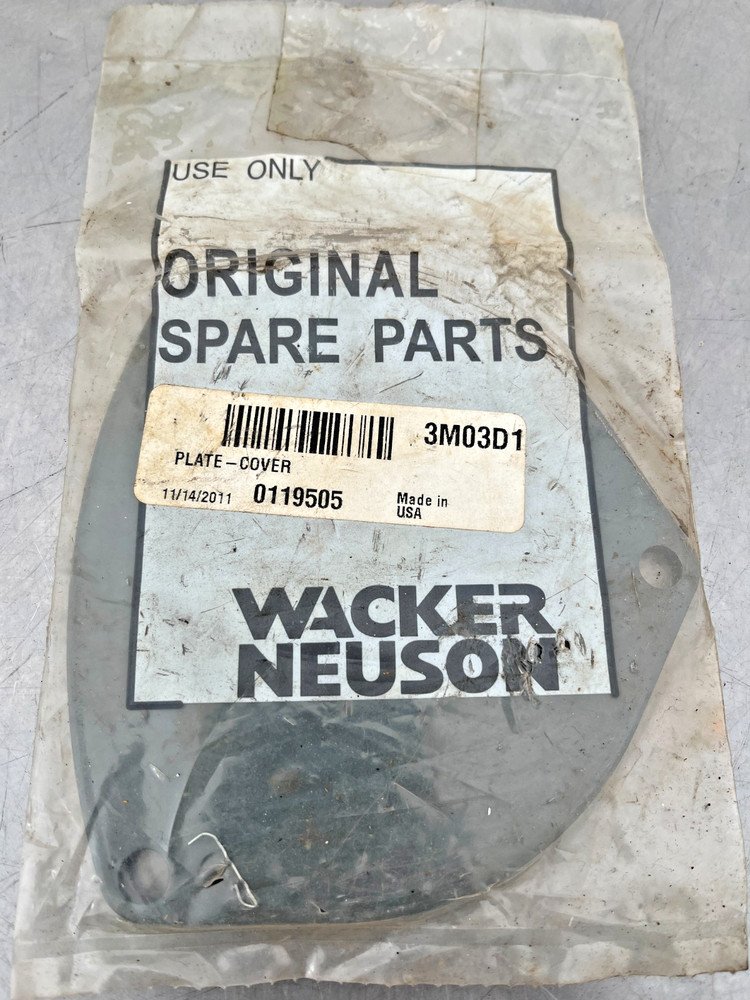 USE ONLY
ORIGINAL
SPARE PARTS
3M03D1
PLATE-COVER
11/14/2011 0119505 Made in
USA
WACKER
NEUSON